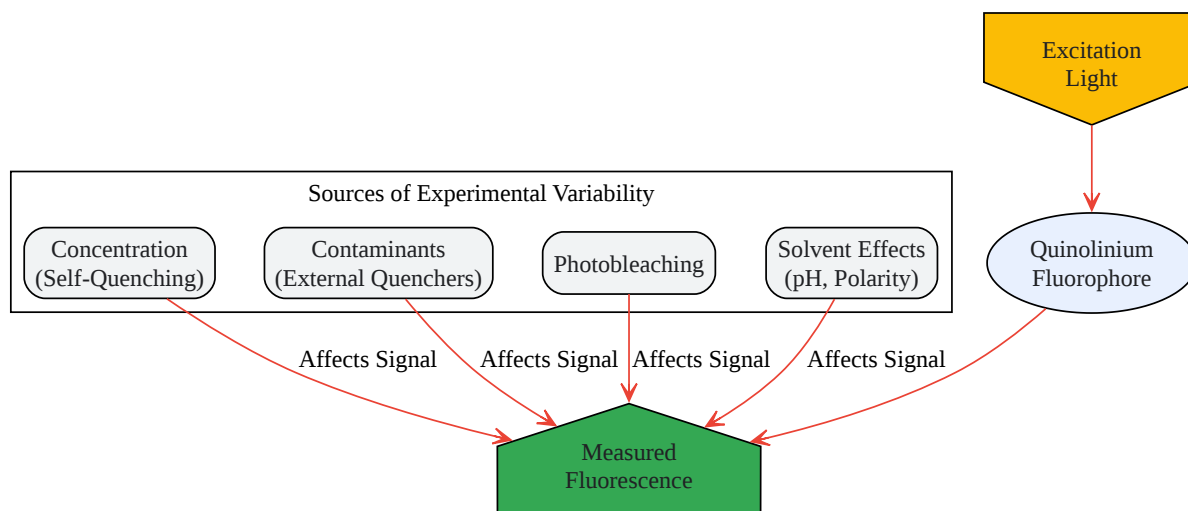 Excitation
Light
Sources of Experimental Variability
Concentration
(Self-Quenching)
Contaminants
(External Quenchers)
Photobleaching
Solvent Effects
(pH, Polarity)
Quinolinium
Fluorophore
Affects Signal
Affects Signal
Affects Signal
Affects Signal
Measured
Fluorescence